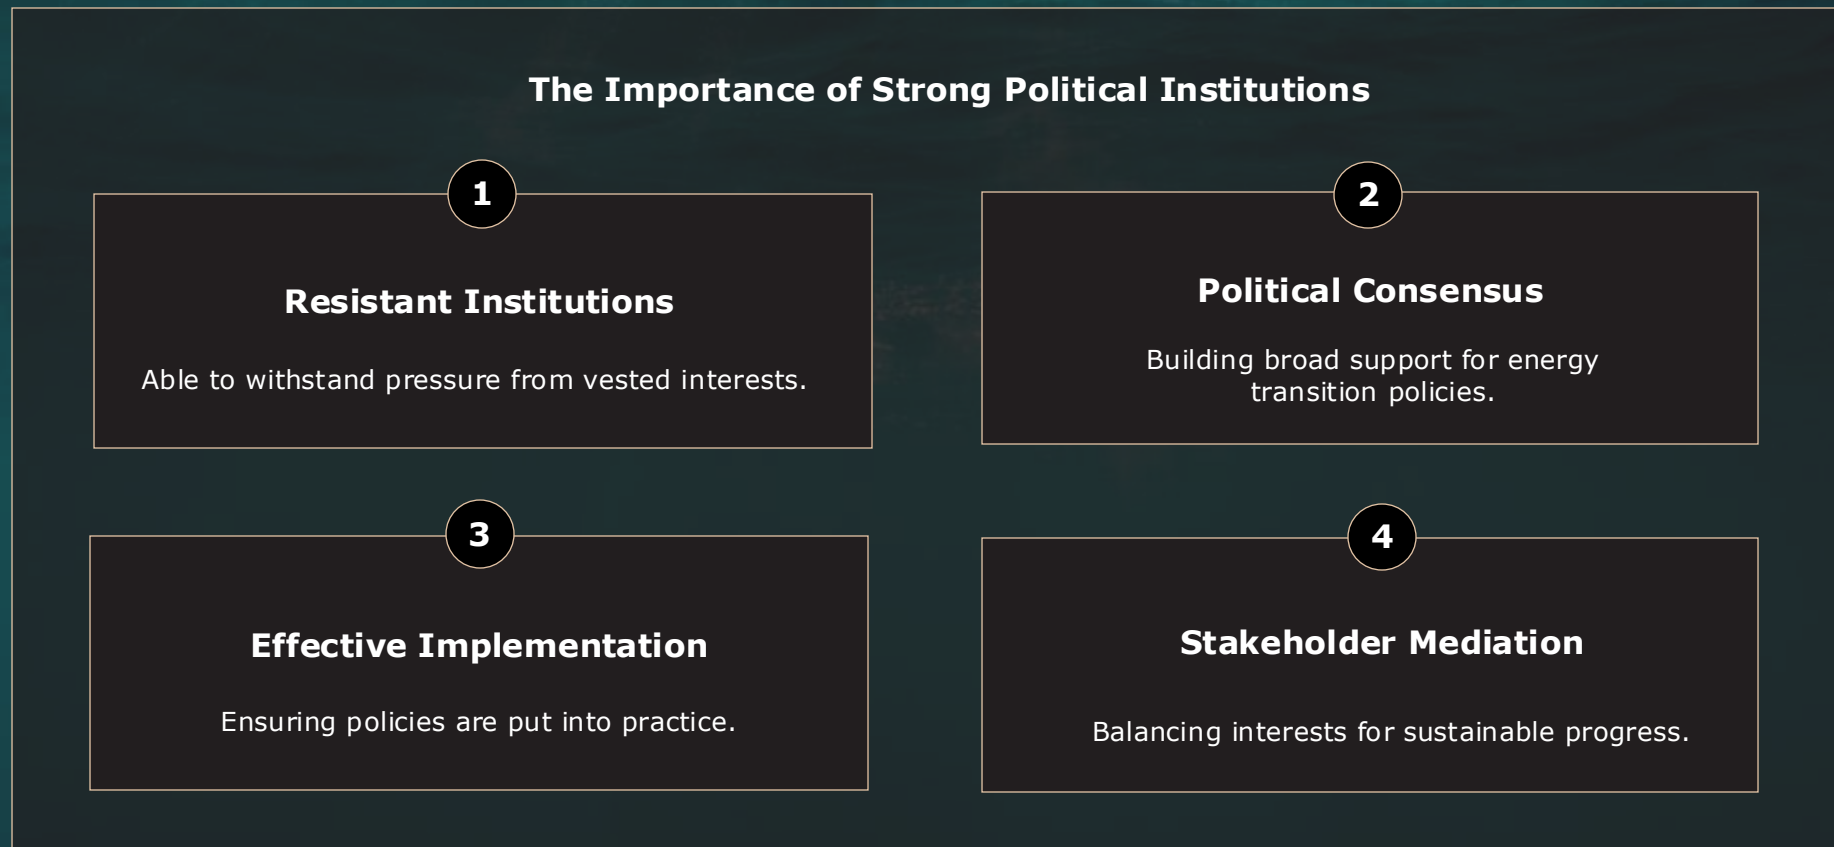 The Importance of Strong Political Institutions
1
Resistant Institutions
Able to withstand pressure from vested interests.
2
Political Consensus
Building broad support for energy
transition policies.
3
Effective Implementation
Ensuring policies are put into practice.
4
Stakeholder Mediation
Balancing interests for sustainable progress.